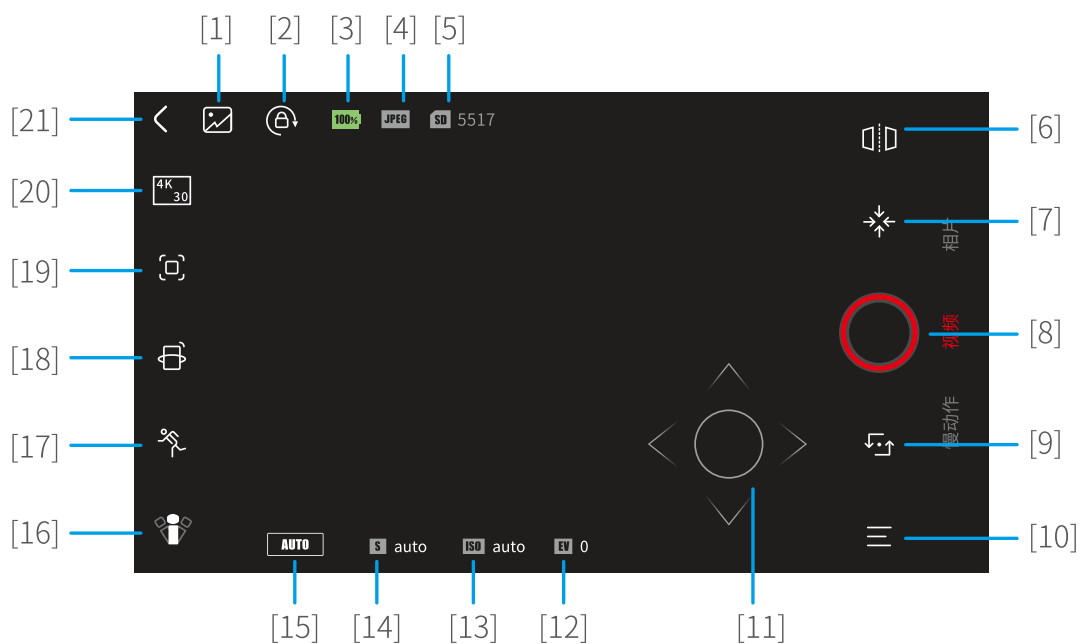 [1] [2] [3] [4] [5]
[21] 100% JPEG SD 5517 [6]
[20] 4K 30
[19] [7] 相片
[18] [8] 视频
[17] [9] 慢动作
[16] [10]
AUTO S auto ISO auto EV 0
[15] [14] [13] [12] [11]